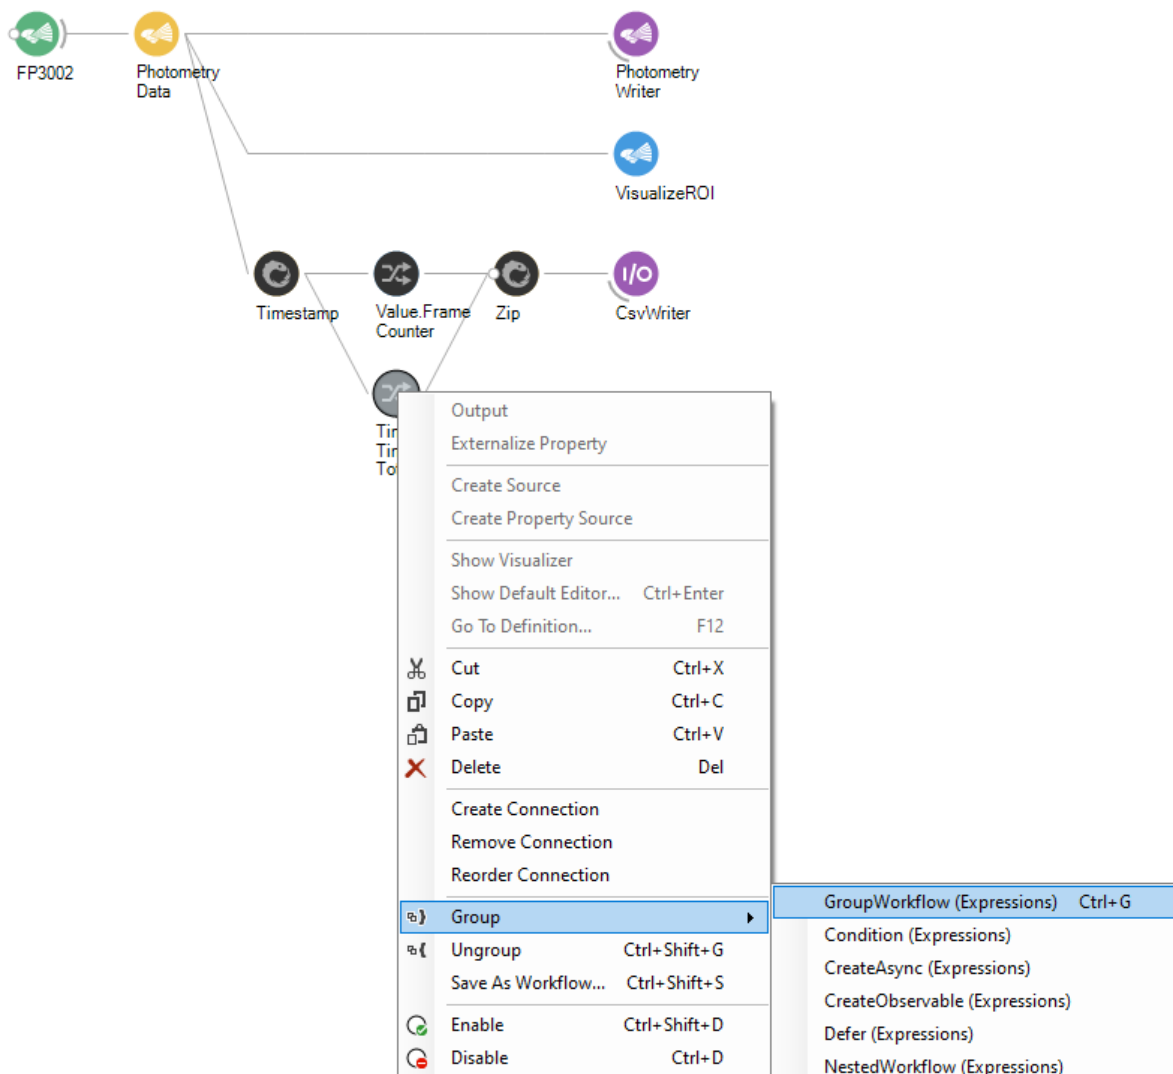 FP3002
Photometry
Data
Photometry
Writer
VisualizeROI
Timestamp
Value.Frame
Counter
Zip
I/O
CsvWriter
Output
Externalize Property
Create Source
Create Property Source
Show Visualizer
Show Default Editor... Ctrl+Enter
Go To Definition... F12
Cut Ctrl+X
Copy Ctrl+C
Paste Ctrl+V
Delete Del
Create Connection
Remove Connection
Reorder Connection
Group
Ungroup Ctrl+Shift+G
Save As Workflow... Ctrl+Shift+S
Enable Ctrl+Shift+D
Disable Ctrl+D
GroupWorkflow (Expressions) Ctrl+G
Condition (Expressions)
CreateAsync (Expressions)
CreateObservable (Expressions)
Defer (Expressions)
NestedWorkflow (Expressions)